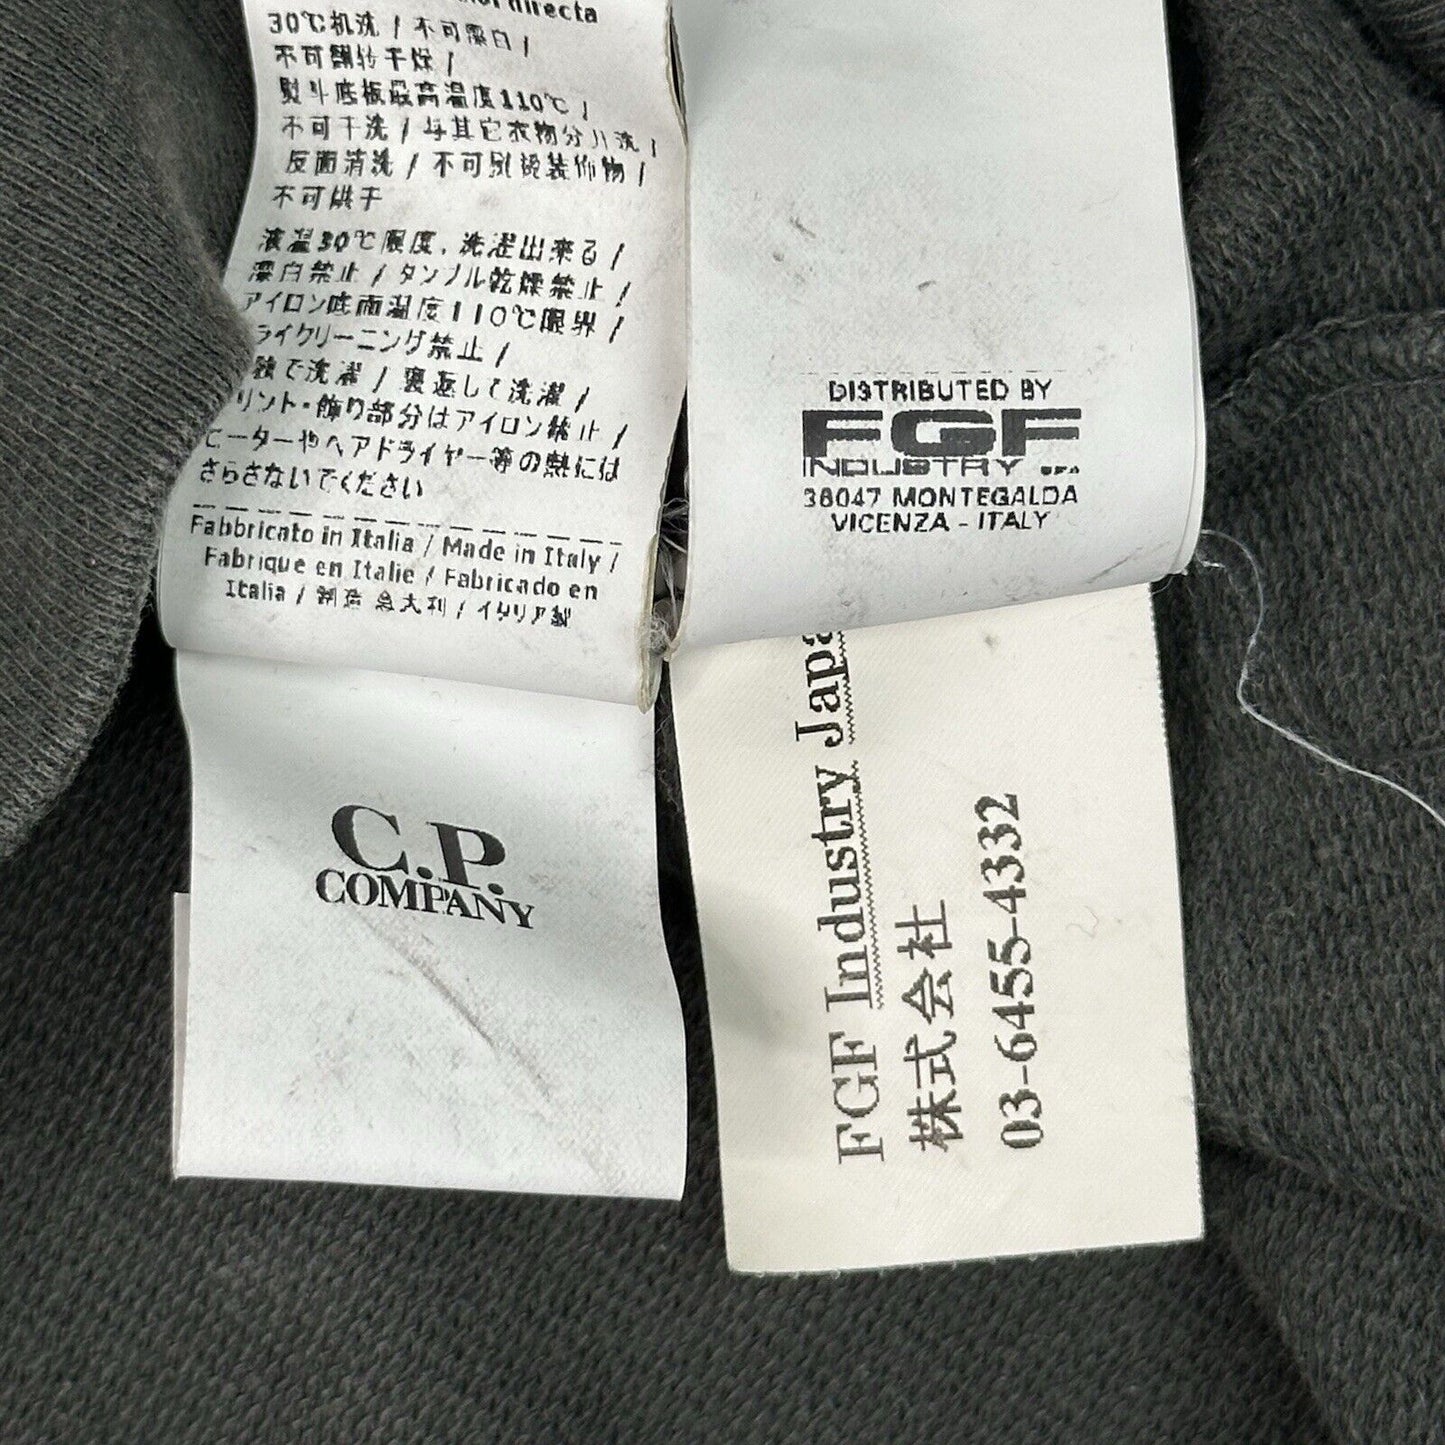 directa
30℃机洗 / 不可漂白 /
不可翻转干燥 /
熨斗底板最高温度110℃ /
不可干洗 / 与其它衣物分开洗 /
反面清洗 / 不可熨烫装饰物 /
不可烘干
液温30℃限度, 洗濯出来る /
漂白禁止 / タンブル乾燥禁止 /
アイロン底面温度110℃限界 /
ライクリーニング禁止 /
独で洗濯 / 裏返して洗濯 /
リント・飾り部分はアイロン禁止 /
ヒーターやヘアドライヤー等の熱には
さらさないでください
Fabbricato in Italia / Made in Italy /
Fabrique en Italie / Fabricado en
Italia / 制造 意大利 / イタリア製
C.P.
COMPANY
DISTRIBUTED BY
FGF
INDUSTRY SPA
36047 MONTEGALDA
VICENZA - ITALY
FGF Industry Japa
株式会社
03-6455-4332